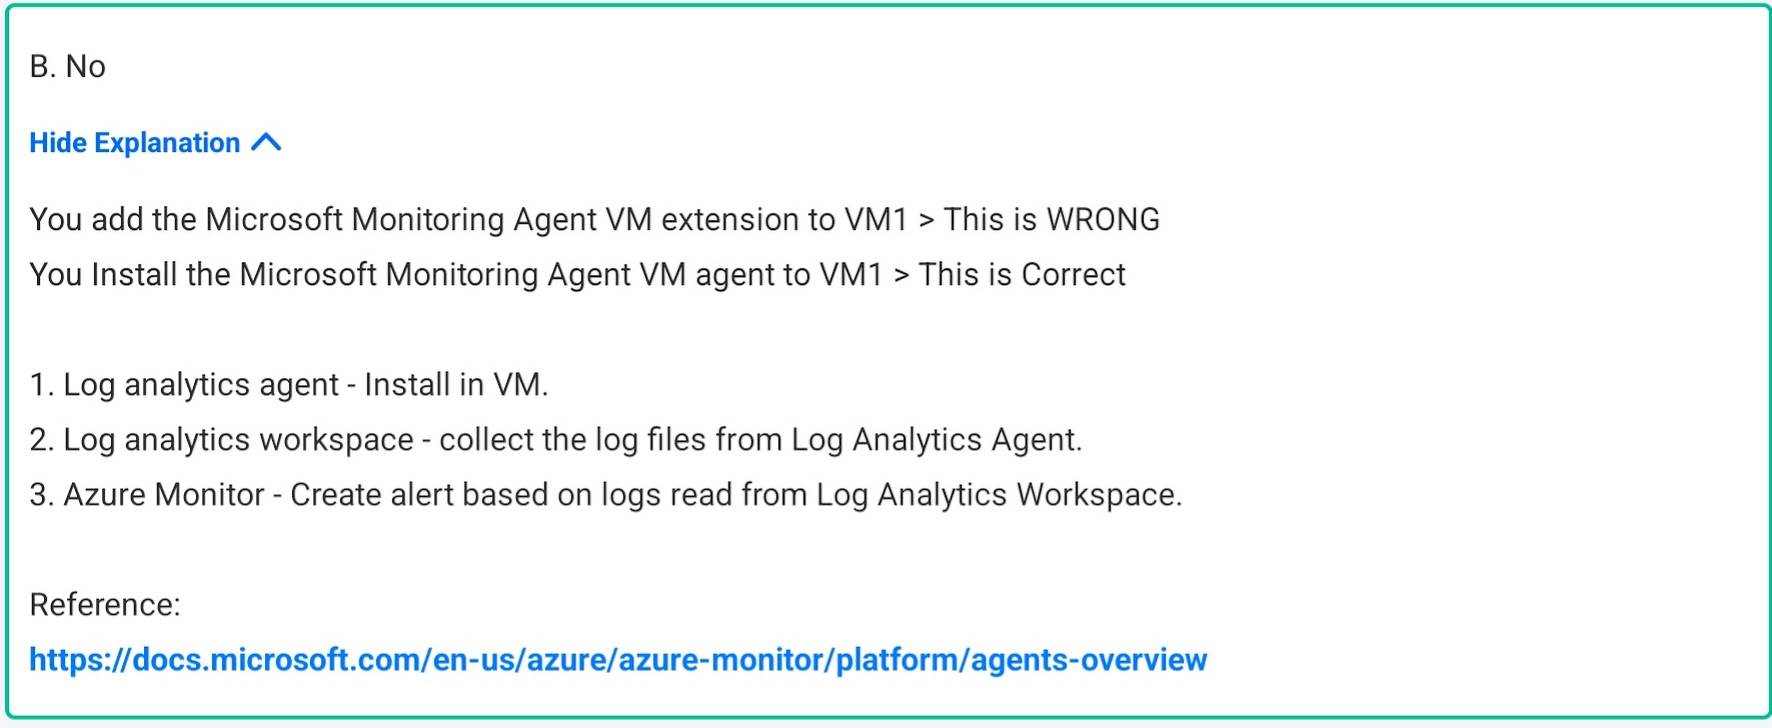 B. No
Hide Explanation
You add the Microsoft Monitoring Agent VM extension to VM1 > This is WRONG
You Install the Microsoft Monitoring Agent VM agent to VM1 > This is Correct
1. Log analytics agent - Install in VM.
2. Log analytics workspace - collect the log files from Log Analytics Agent.
3. Azure Monitor - Create alert based on logs read from Log Analytics Workspace.
Reference:
https://docs.microsoft.com/en-us/azure/azure-monitor/platform/agents-overview